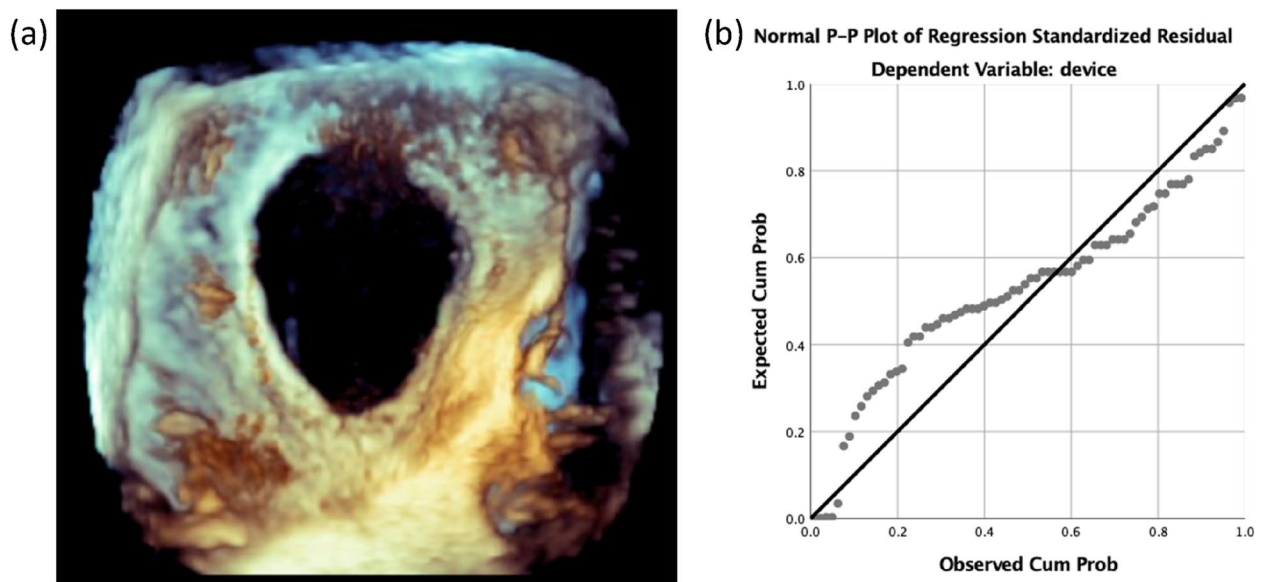 (a)
(b)
Normal P-P Plot of Regression Standardized Residual
Dependent Variable: device
Expected Cum Prob
1.0
0.8
0.6
0.4
0.2
0.0
0.0 0.2 0.4 0.6 0.8 1.0
Observed Cum Prob